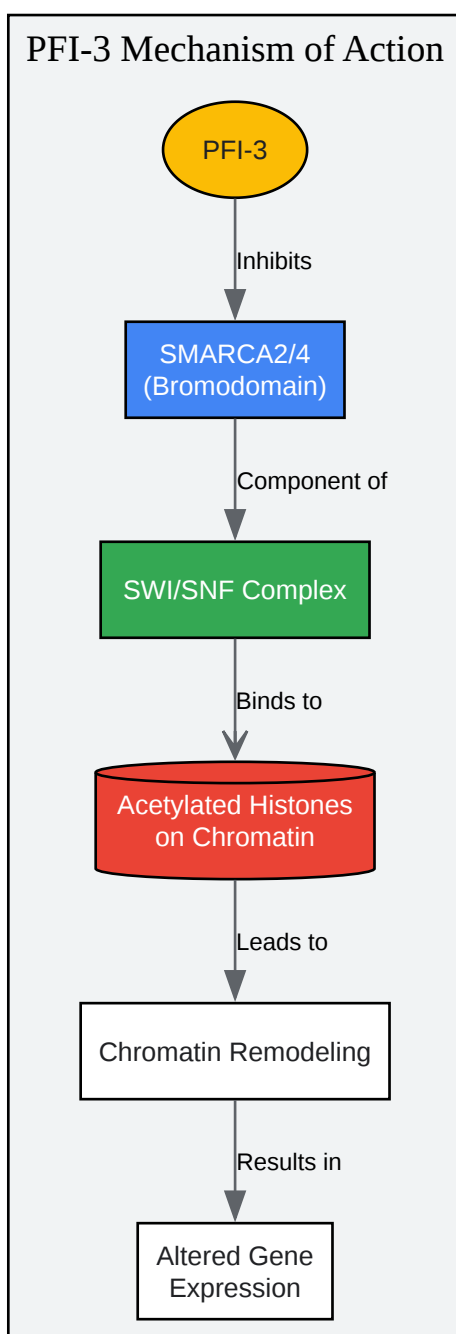 PFI-3 Mechanism of Action
PFI-3
Inhibits
SMARCA2/4
(Bromodomain)
Component of
SWI/SNF Complex
Binds to
Acetylated Histones
on Chromatin
Leads to
Chromatin Remodeling
Results in
Altered Gene
Expression